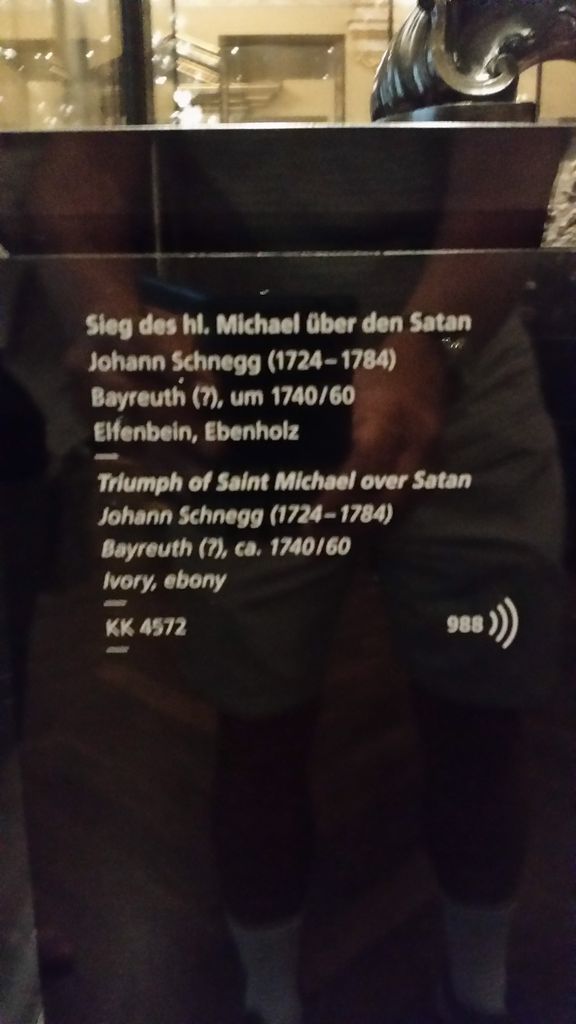 Sieg des hl. Michael über den Satan
Johann Schnegg (1724–1784)
Bayreuth (?), um 1740/60
Elfenbein, Ebenholz
Triumph of Saint Michael over Satan
Johann Schnegg (1724–1784)
Bayreuth (?), ca. 1740/60
Ivory, ebony
KK 4572
988